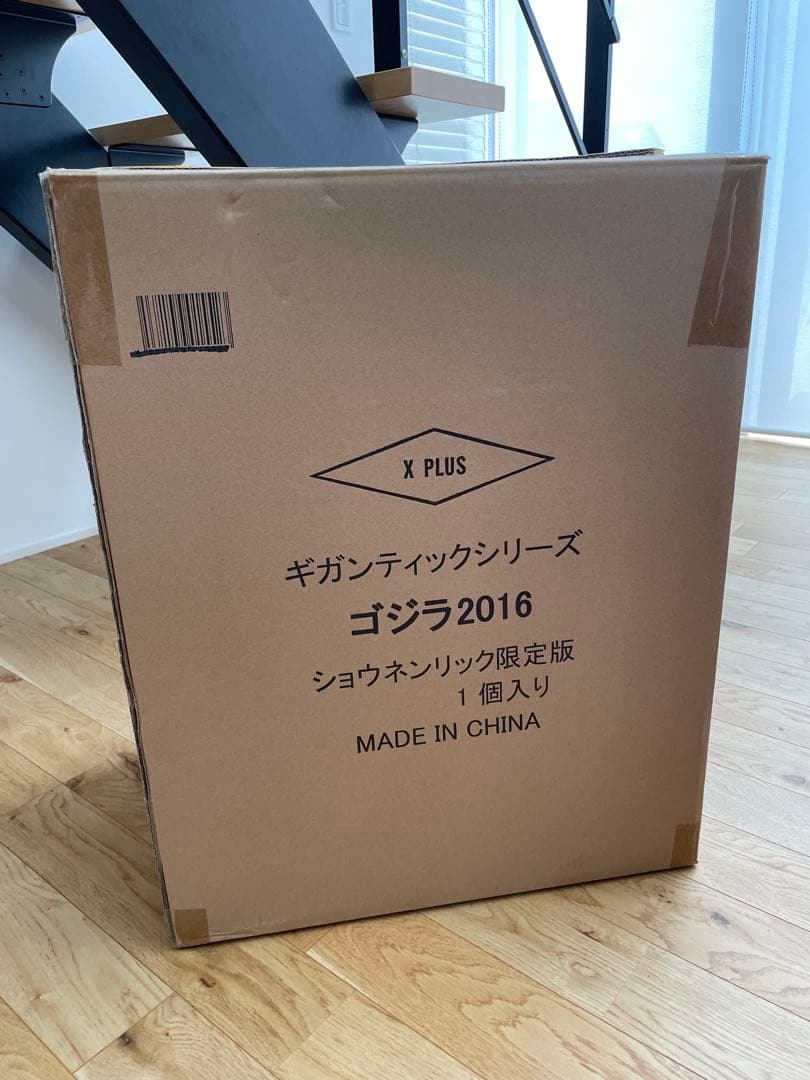 X PLUS
ギガンティックシリーズ
ゴジラ2016
ショウネンリック限定版
1個入り
MADE IN CHINA